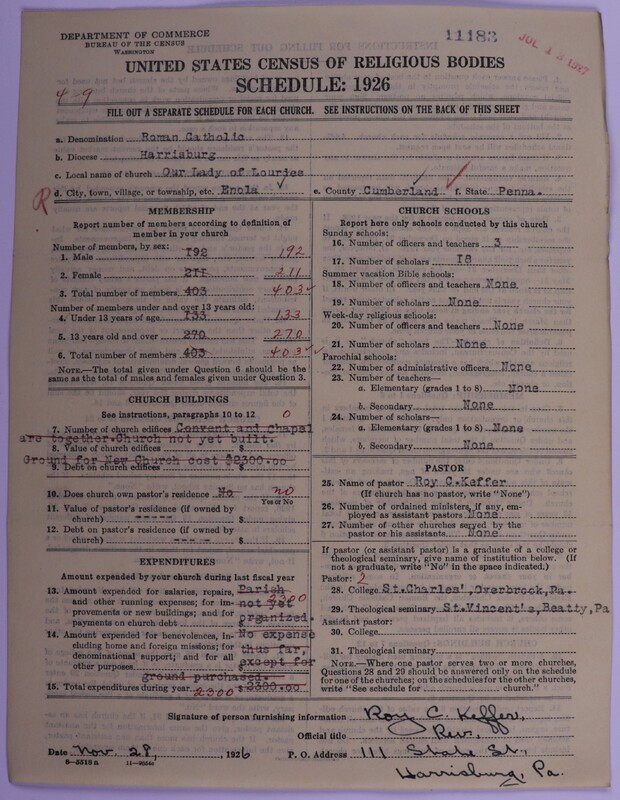 DEPARTMENT OF COMMERCE
BUREAU OF THE CENSUS
WASHINGTON
11183
JUL 1927
UNITED STATES CENSUS OF RELIGIOUS BODIES
SCHEDULE: 1926
4-9
FILL OUT A SEPARATE SCHEDULE FOR EACH CHURCH. SEE INSTRUCTIONS ON THE BACK OF THIS SHEET
a. Denomination Roman Catholic
b. Diocese Harrisburg
c. Local name of church Our Lady of Lourdes
R d. City, town, village, or township, etc. Enola e. County Cumberland f. State Penna.
MEMBERSHIP
Report number of members according to definition of
member in your church
Number of members, by sex:
1. Male 192 192
2. Female 211 211
3. Total number of members 403 403
Number of members under and over 13 years old:
4. Under 13 years of age 133 133
5. 13 years old and over 270 270
6. Total number of members 403 403
NOTE.—The total given under Question 6 should be
same as the total of males and females given under Question 3.
CHURCH BUILDINGS
See instructions, paragraphs 10 to 12 0
7. Number of church edifices Convent and Chapel
are together. Church not yet built.
8. Value of church edifices $
Ground for New Church cost $2300.00
9. Debt on church edifices $
10. Does church own pastor's residence No no
Yes or No
11. Value of pastor's residence (if owned by
church) ----- $
12. Debt on pastor's residence (if owned by
church) ---- $
EXPENDITURES
Amount expended by your church during last fiscal year
13. Amount expended for salaries, repairs, Parish
and other running expenses; for im- not yet 2300
provements or new buildings; and for
payments on church debt organized.
14. Amount expended for benevolences, in- No expense
cluding home and foreign missions; for thus far,
denominational support; and for all
other purposes except for
ground purchased.
15. Total expenditures during year 2300 $2300.00
CHURCH SCHOOLS
Report here only schools conducted by this church
Sunday schools:
16. Number of officers and teachers 3
17. Number of scholars 18
Summer vacation Bible schools:
18. Number of officers and teachers None
19. Number of scholars None
Week-day religious schools:
20. Number of officers and teachers None
21. Number of scholars None
Parochial schools:
22. Number of administrative officers None
23. Number of teachers—
a. Elementary (grades 1 to 8) None
b. Secondary None
24. Number of scholars—
a. Elementary (grades 1 to 8) None
b. Secondary None
PASTOR
25. Name of pastor Roy C.Keffer
(If church has no pastor, write "None")
26. Number of ordained ministers, if any, em-
ployed as assistant pastors None
27. Number of other churches served by the
pastor or his assistants None
If pastor (or assistant pastor) is a graduate of a college or
theological seminary, give name of institution below. (If
not a graduate, write "No" in the space indicated.)
Pastor: 2
28. College St.Charles',Overbrook,Pa.
29. Theological seminary St.Vincent's,Beatty,Pa
Assistant pastor:
30. College
31. Theological seminary
NOTE.—Where one pastor serves two or more churches,
Questions 28 and 29 should be answered only on the schedule
for one of the churches; on the schedules for the other churches,
write "See schedule for church."
Signature of person furnishing information Roy C. Keffer,
Official title Rev.
Date Nov. 28, 1926 P. O. Address 111 State St.,
8—5518 a 11—9034a
Harrisburg, Pa.